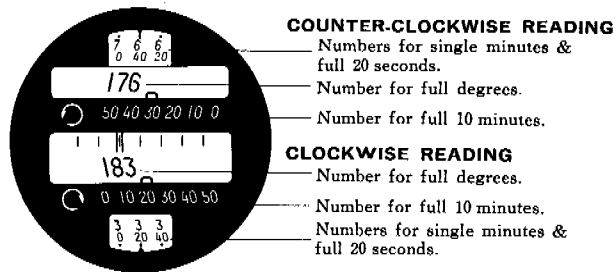 COUNTER-CLOCKWISE READING
7 6 6
0 40 20
Numbers for single minutes &
full 20 seconds.
176
Number for full degrees.
50 40 30 20 10 0
Number for full 10 minutes.
CLOCKWISE READING
183
Number for full degrees.
0 10 20 30 40 50
Number for full 10 minutes.
3 3 3
0 20 40
Numbers for single minutes &
full 20 seconds.